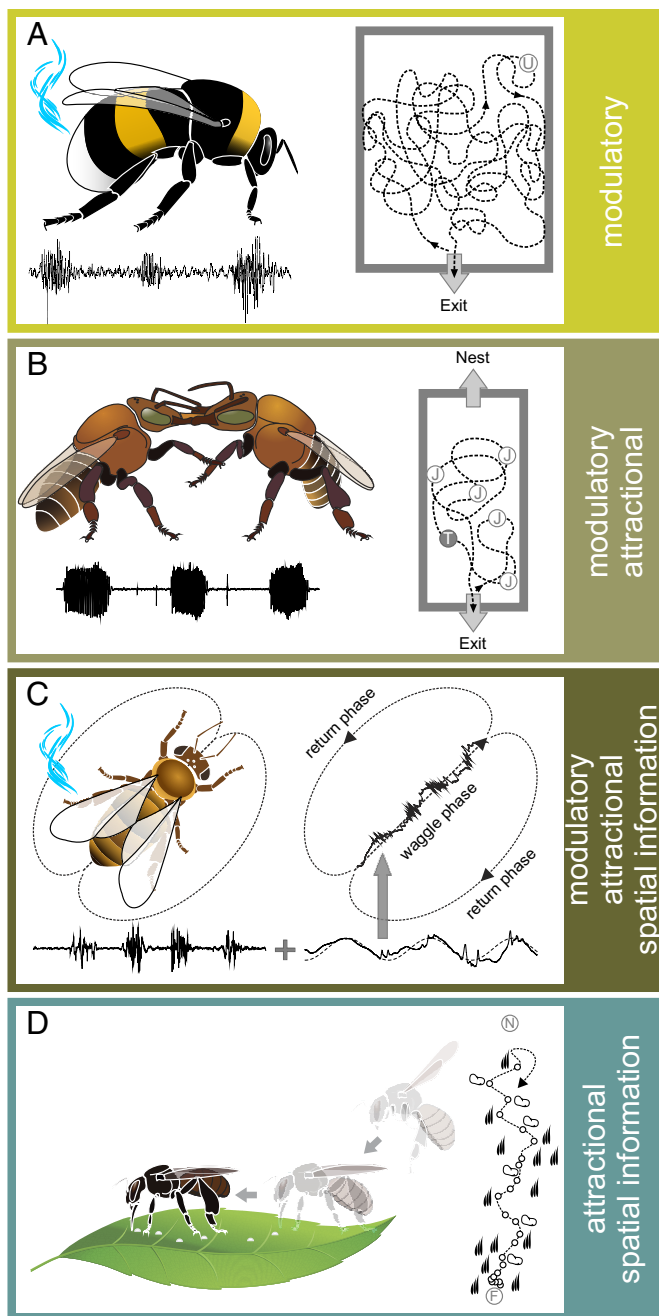 A
U
Exit
modulatory
B
Nest
J
J
J
J
T
J
Exit
modulatory
attractional
C
return phase
waggle phase
return phase
+
modulatory
attractional
spatial information
D
N
F
attractional
spatial information